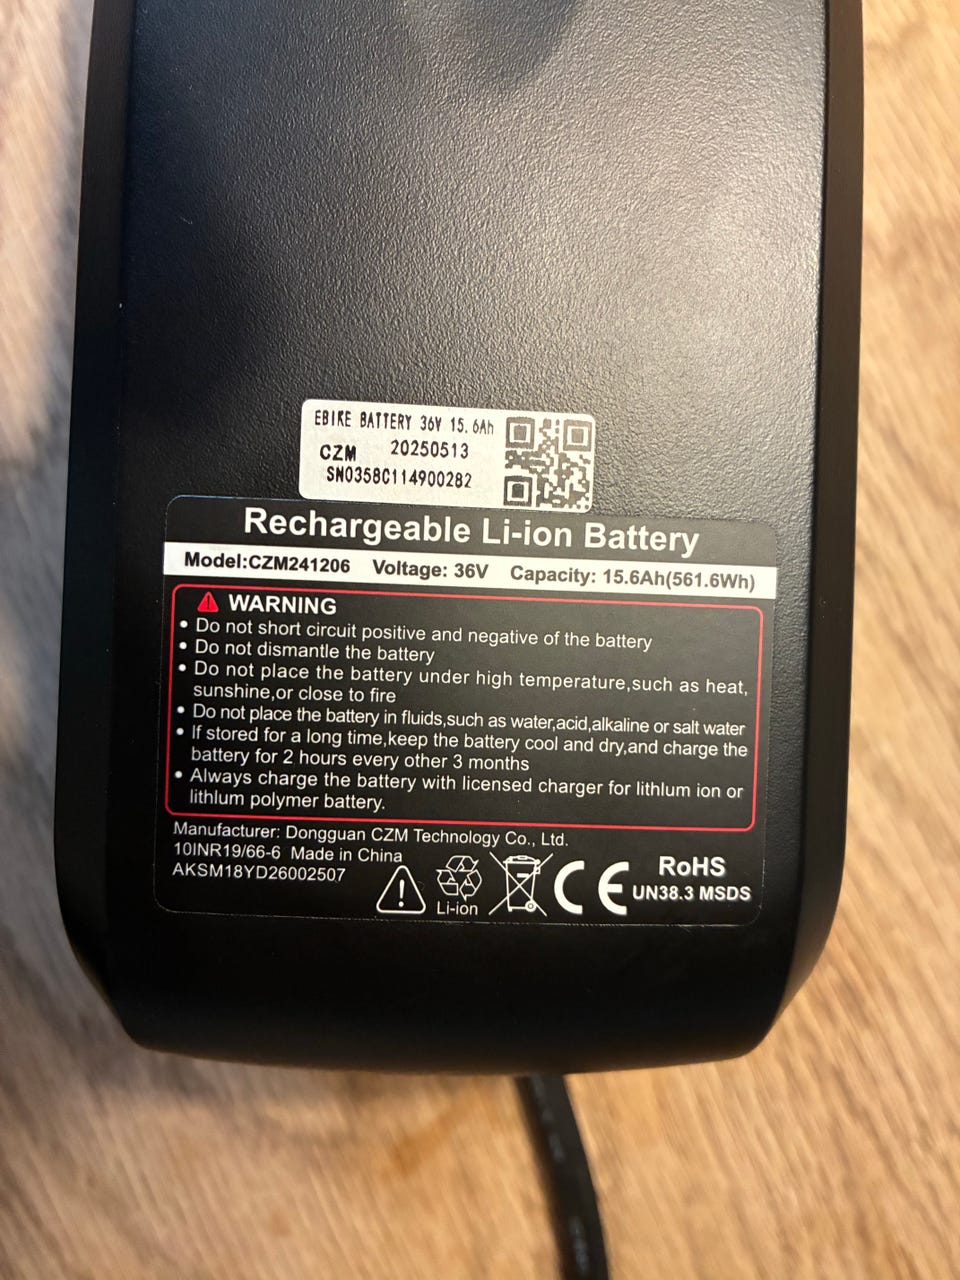 EBIKE BATTERY 36V 15.6Ah
CZM 20250513
SN0358C114900282
Rechargeable Li-ion Battery
Model:CZM241206 Voltage: 36V Capacity: 15.6Ah(561.6Wh)
WARNING
• Do not short circuit positive and negative of the battery
• Do not dismantle the battery
• Do not place the battery under high temperature,such as heat,
sunshine,or close to fire
• Do not place the battery in fluids,such as water,acid,alkaline or salt water
• If stored for a long time,keep the battery cool and dry,and charge the
battery for 2 hours every other 3 months
• Always charge the battery with licensed charger for lithlum ion or
lithlum polymer battery.
Manufacturer: Dongguan CZM Technology Co., Ltd.
10INR19/66-6 Made in China
AKSM18YD26002507
Li-ion
CE
RoHS
UN38.3 MSDS